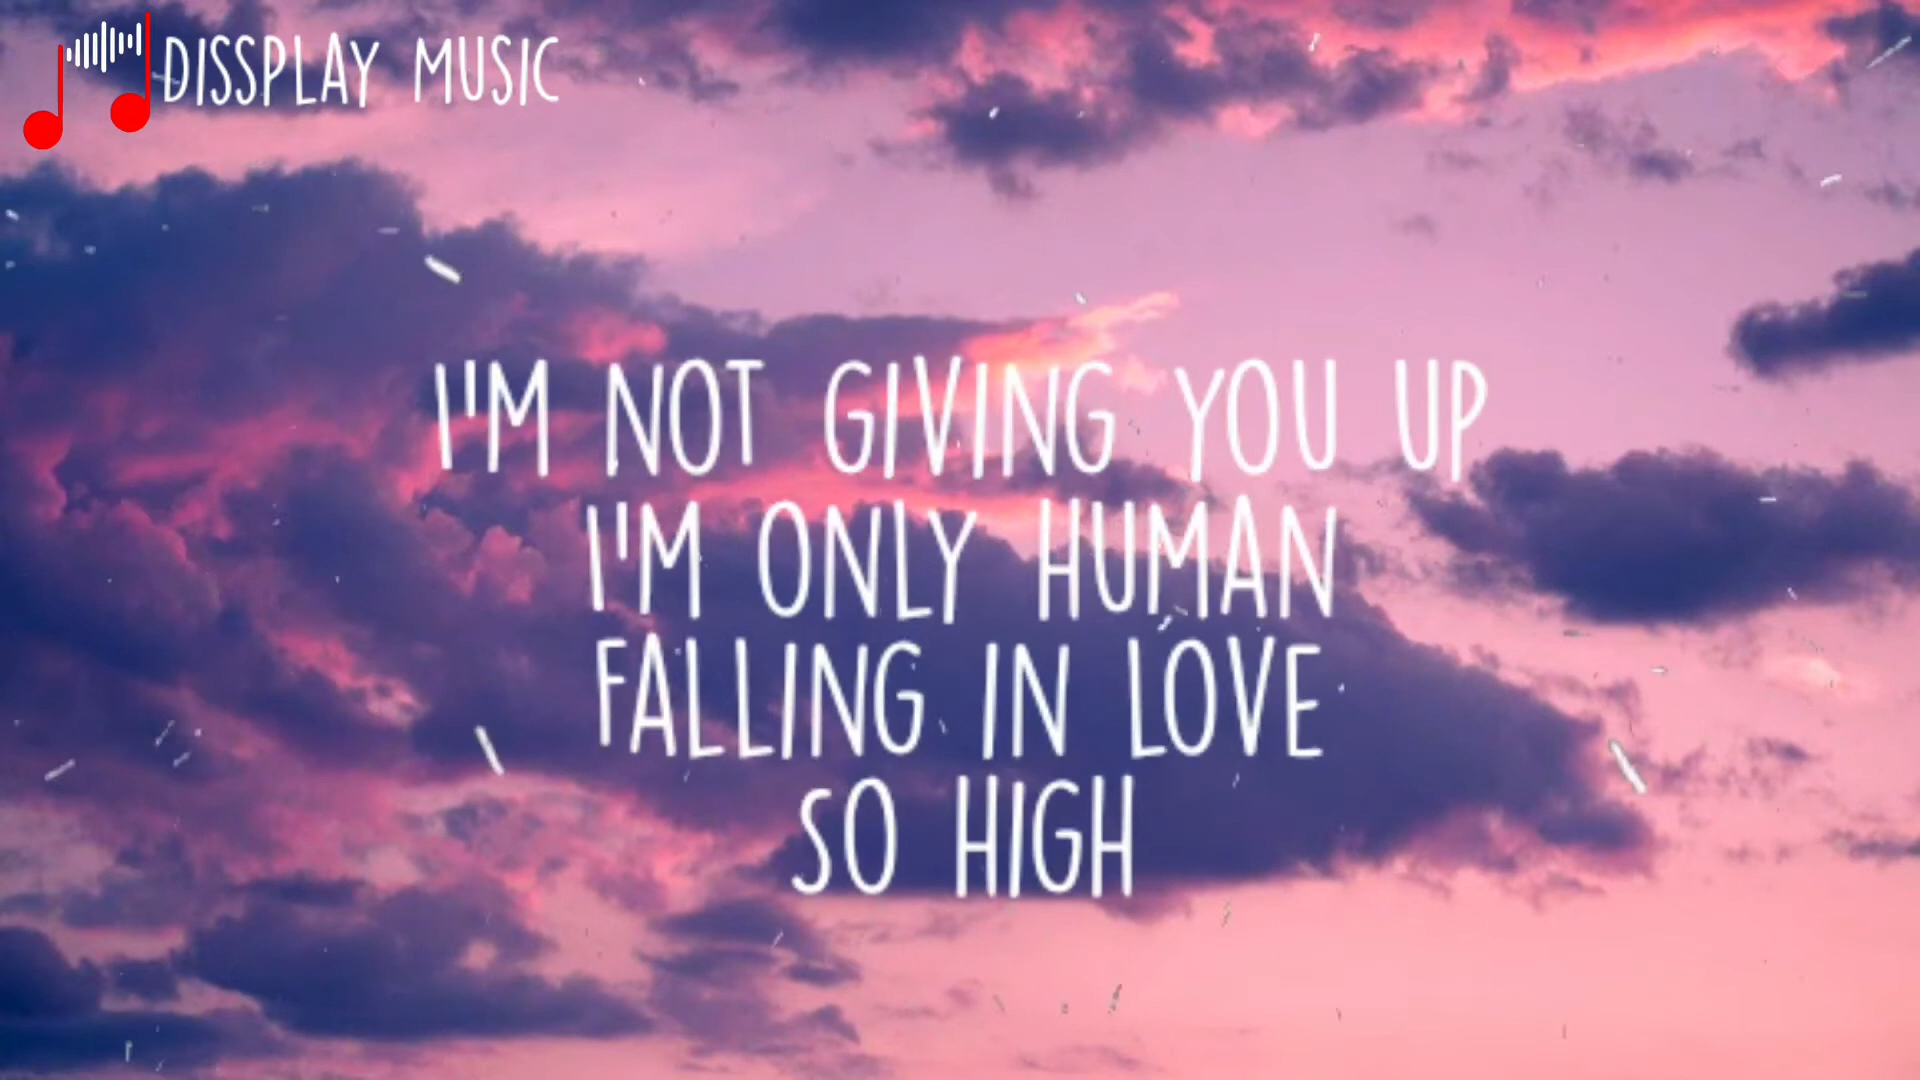 DISSPLAY MUSIC
I'M NOT GIVING YOU UP
I'M ONLY HUMAN
FALLING IN LOVE
SO HIGH